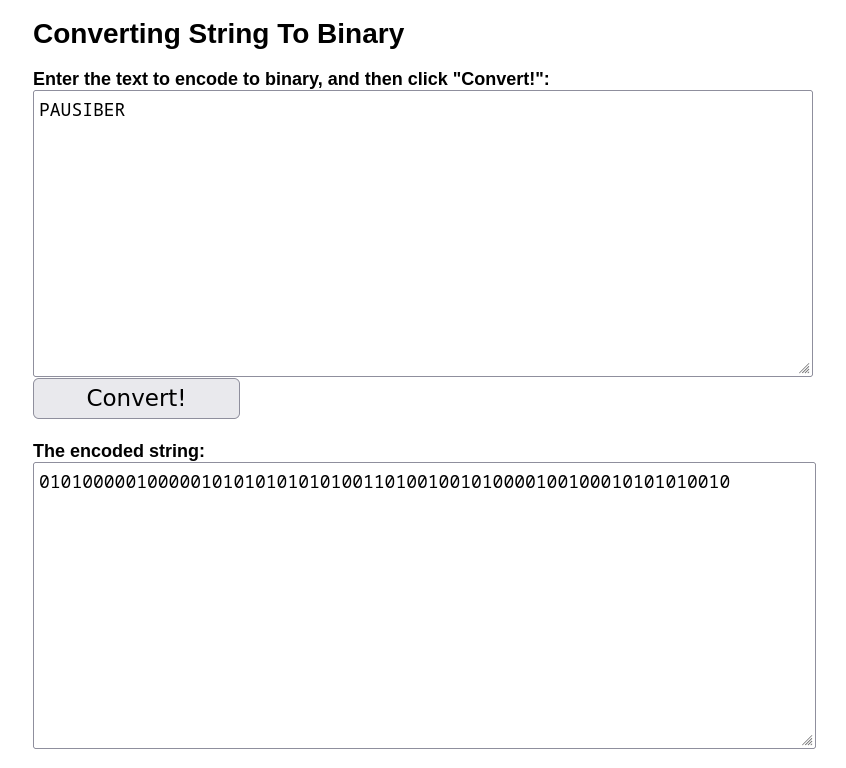 Converting String To Binary
Enter the text to encode to binary, and then click "Convert!":
PAUSIBER
Convert!
The encoded string:
0101000001000001010101010101001101001001010000100100010101010010